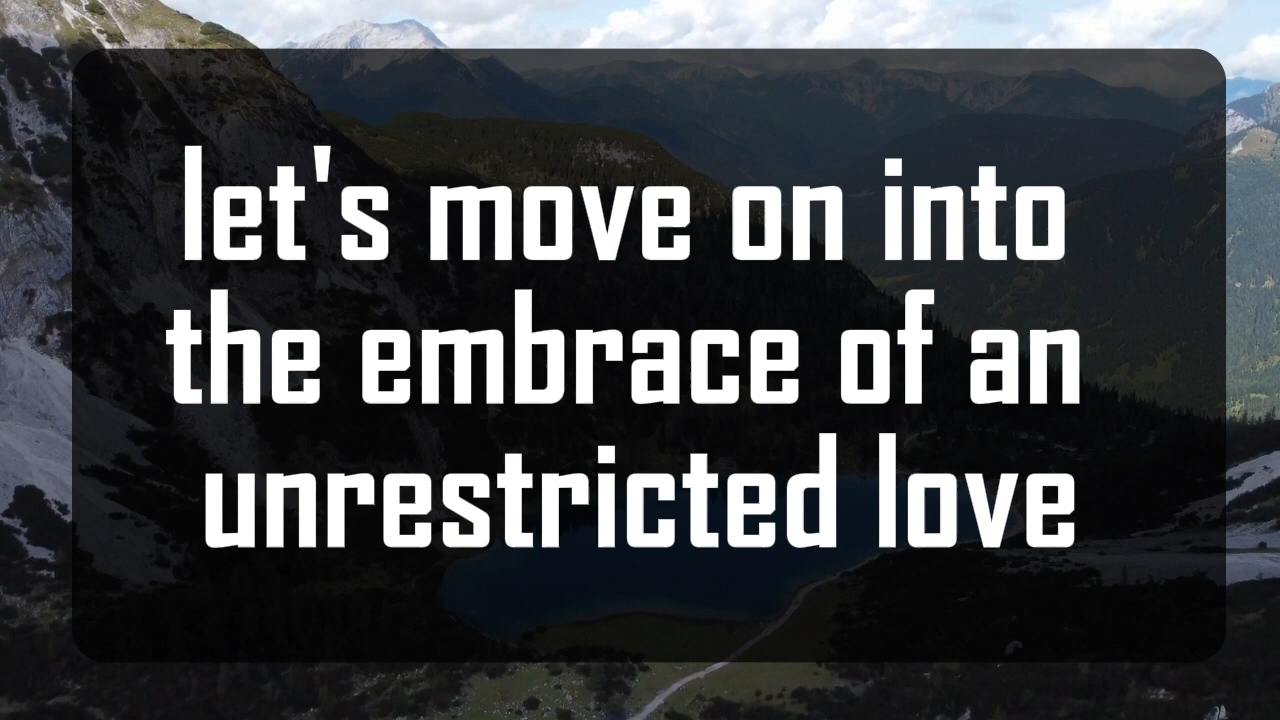 let's move on into
the embrace of an
unrestricted love